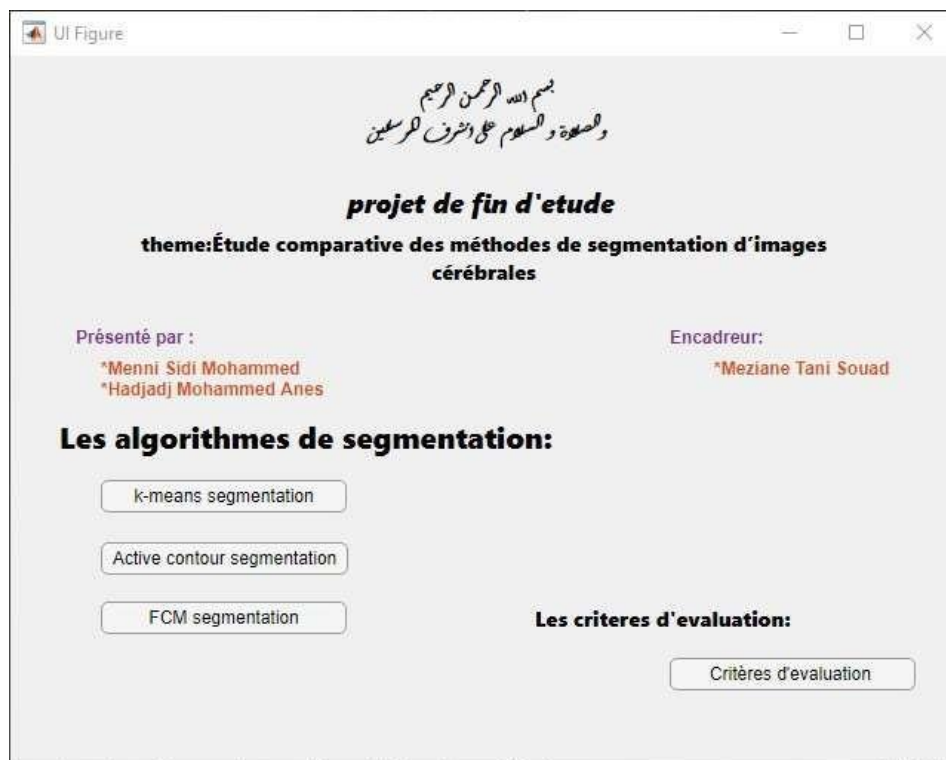 UI Figure
بسم الله الرحمن الرحيم
والصلاة و السلام على اشرف المرسلين
projet de fin d'etude
theme:Étude comparative des méthodes de segmentation d’images
cérébrales
Présenté par :
*Menni Sidi Mohammed
*Hadjadj Mohammed Anes
Encadreur:
*Meziane Tani Souad
Les algorithmes de segmentation:
k-means segmentation
Active contour segmentation
FCM segmentation
Les criteres d'evaluation:
Critères d'evaluation